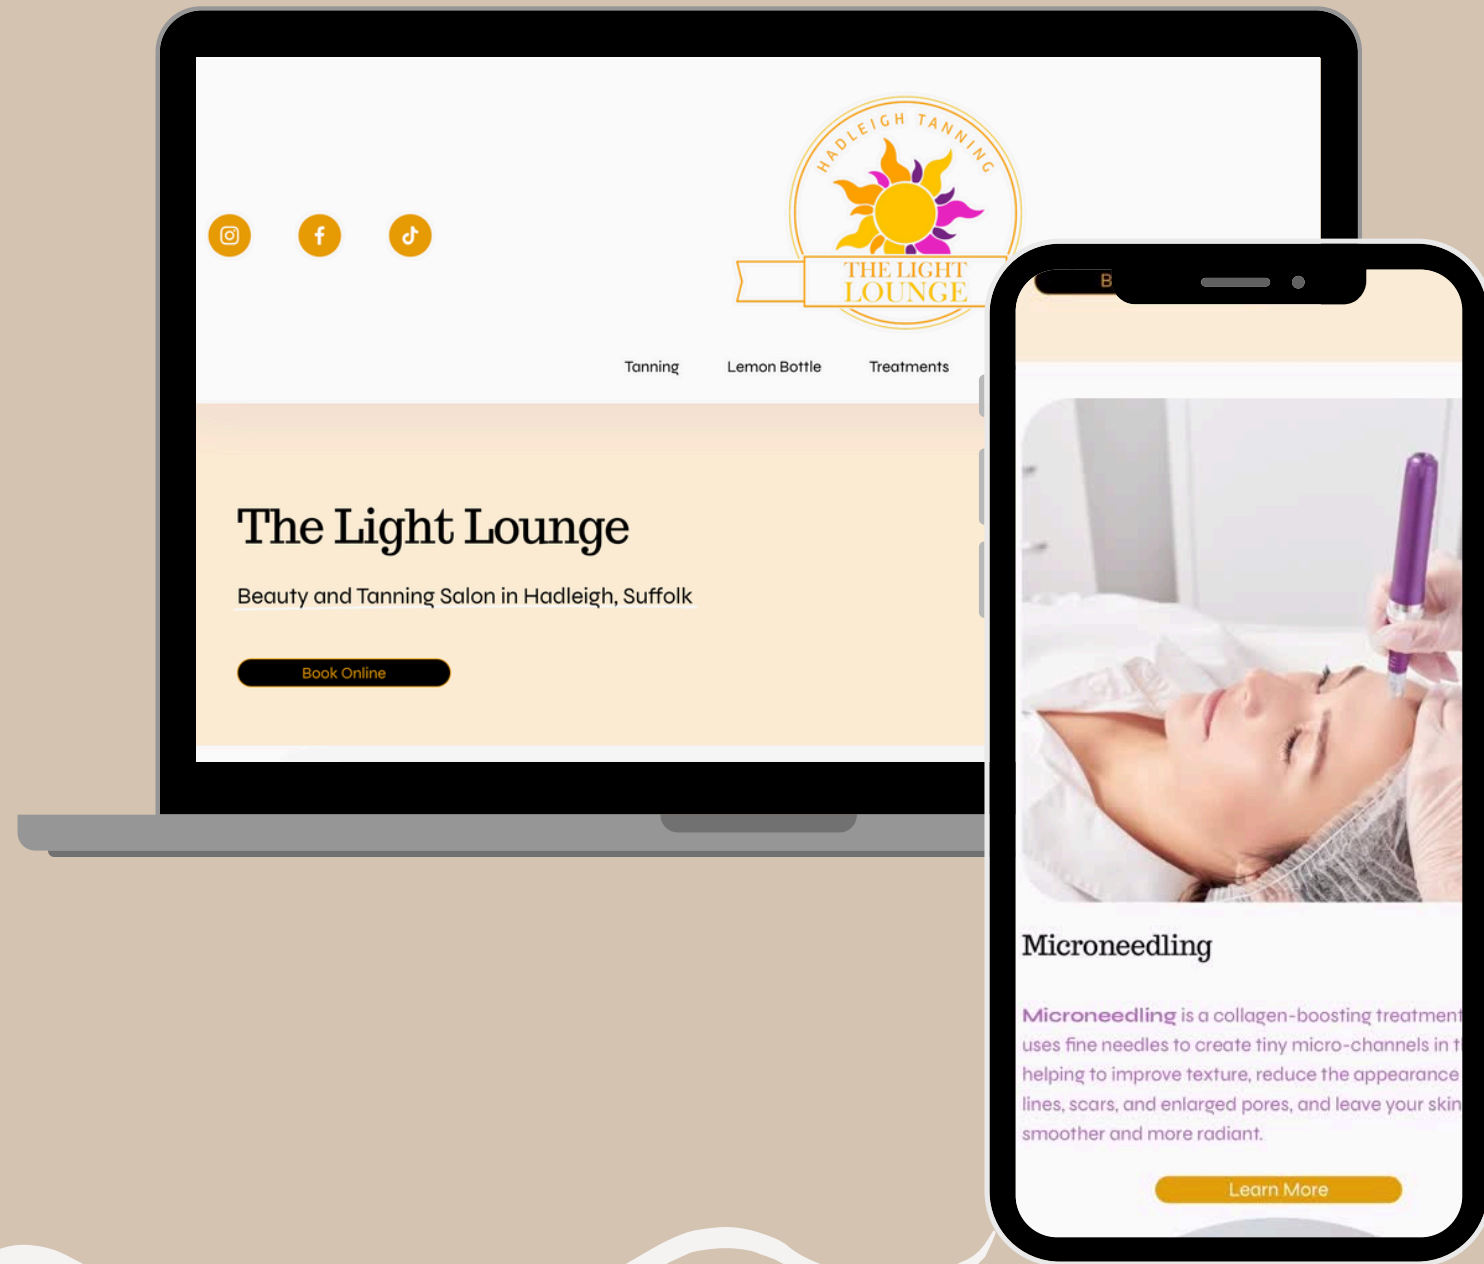 HADLEIGH TANNING
THE LIGHT
LOUNGE
Tanning Lemon Bottle Treatments
The Light Lounge
Beauty and Tanning Salon in Hadleigh, Suffolk
Book Online
B
Microneedling
Microneedling is a collagen-boosting treatment
uses fine needles to create tiny micro-channels in t
helping to improve texture, reduce the appearance
lines, scars, and enlarged pores, and leave your skin
smoother and more radiant.
Learn More